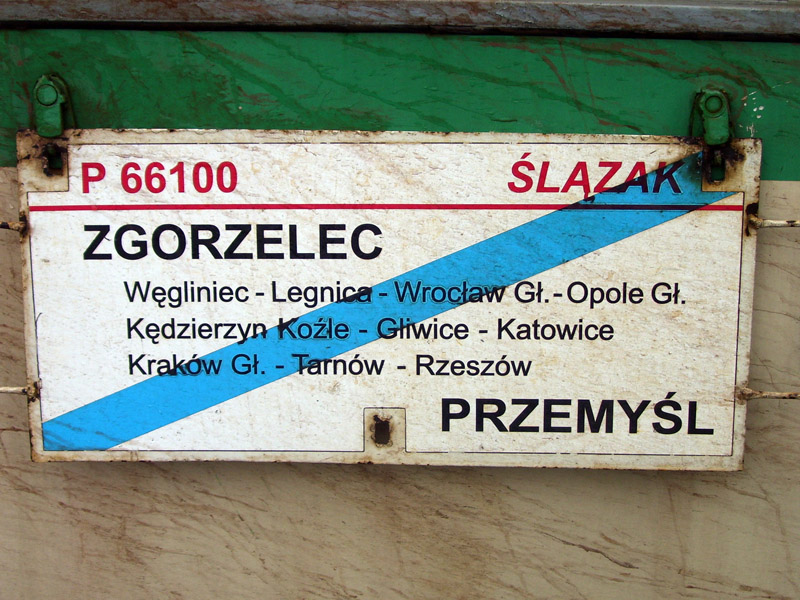 P 66100 ŚLĄZAK
ZGORZELEC
Węgliniec - Legnica - Wrocław Gł. - Opole Gł.
Kędzierzyn Koźle - Gliwice - Katowice
Kraków Gł. - Tarnów - Rzeszów
PRZEMYŚL